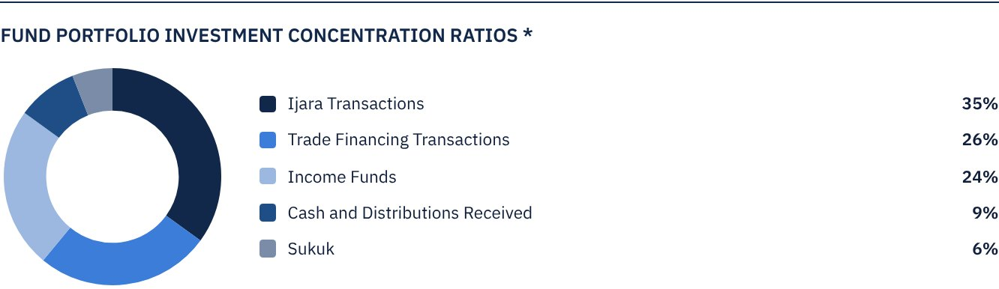 FUND PORTFOLIO INVESTMENT CONCENTRATION RATIOS *
Ijara Transactions 35%
Trade Financing Transactions 26%
Income Funds 24%
Cash and Distributions Received 9%
Sukuk 6%